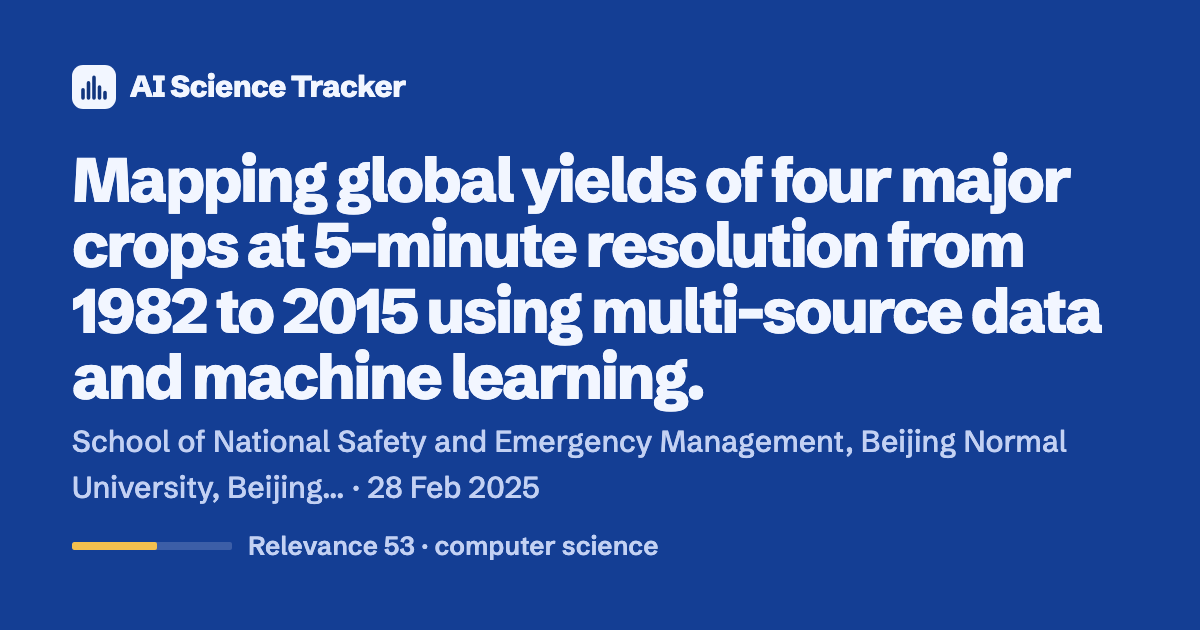 AI Science Tracker
Mapping global yields of four major
crops at 5-minute resolution from
1982 to 2015 using multi-source data
and machine learning.
School of National Safety and Emergency Management, Beijing Normal
University, Beijing... · 28 Feb 2025
Relevance 53 · computer science